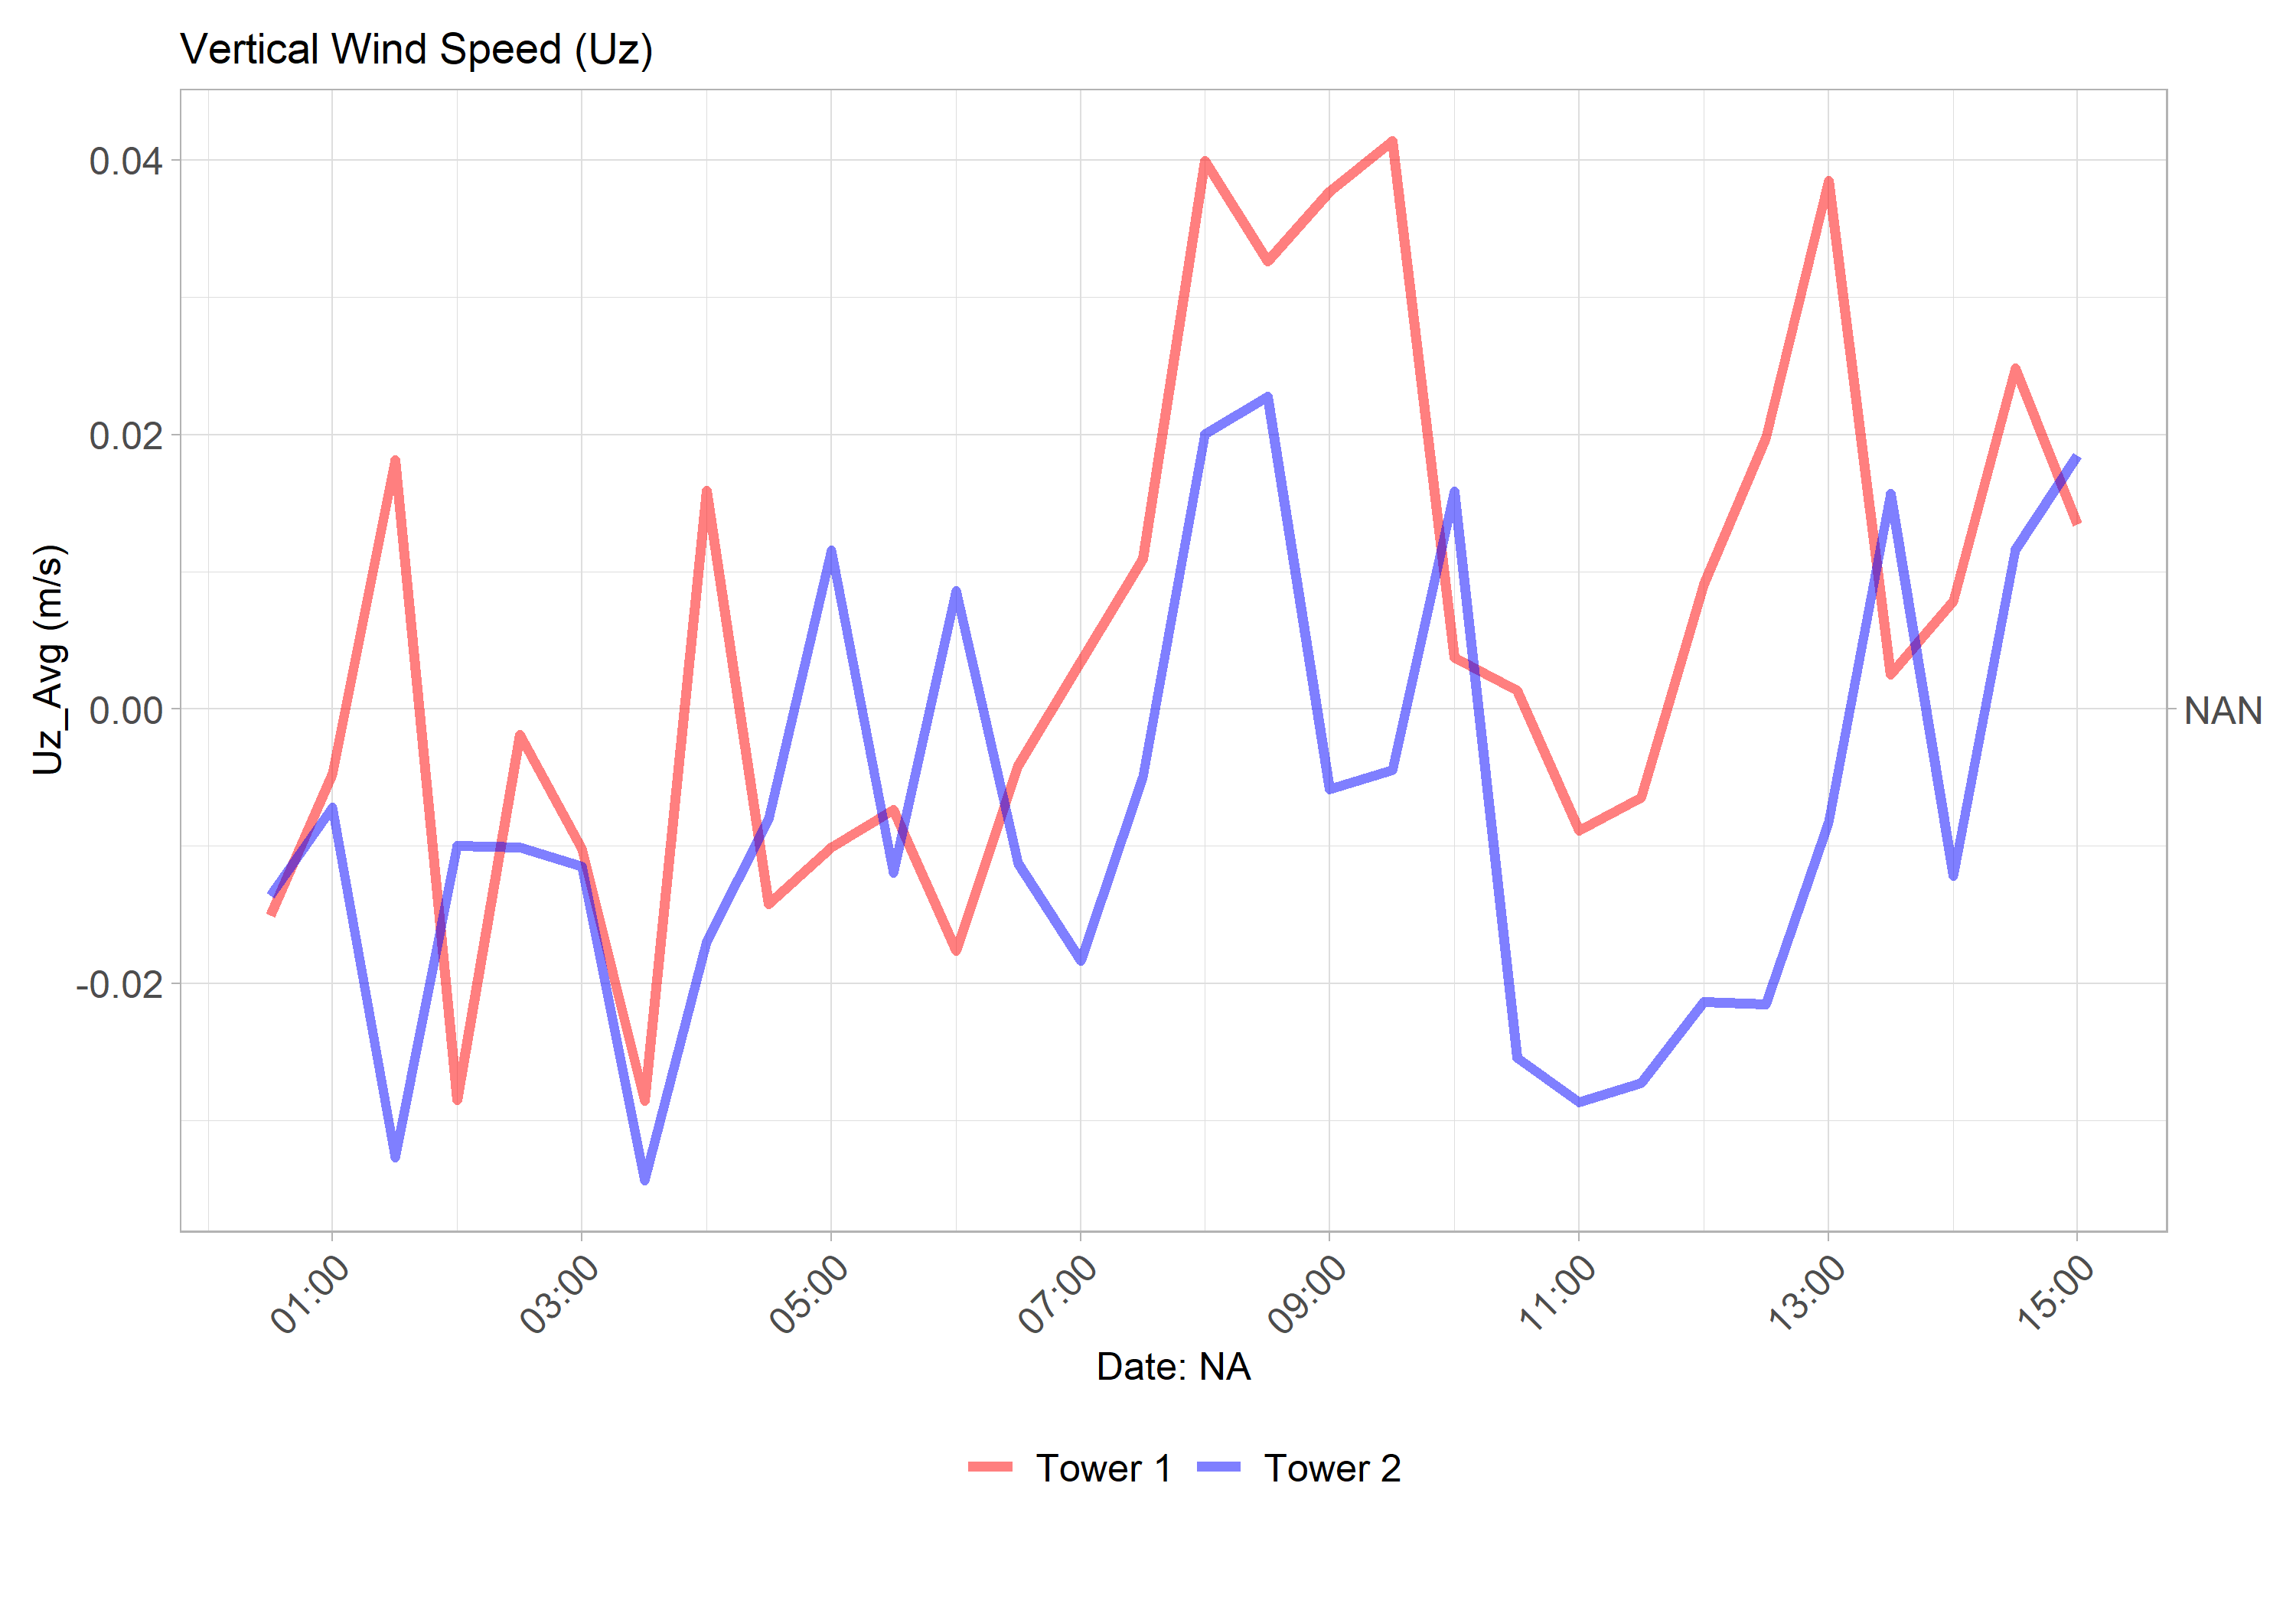 Vertical Wind Speed (Uz)
Uz_Avg (m/s)
0.04
0.02
0.00
-0.02
NAN
01:00
03:00
05:00
07:00
09:00
11:00
13:00
15:00
Date: NA
Tower 1
Tower 2